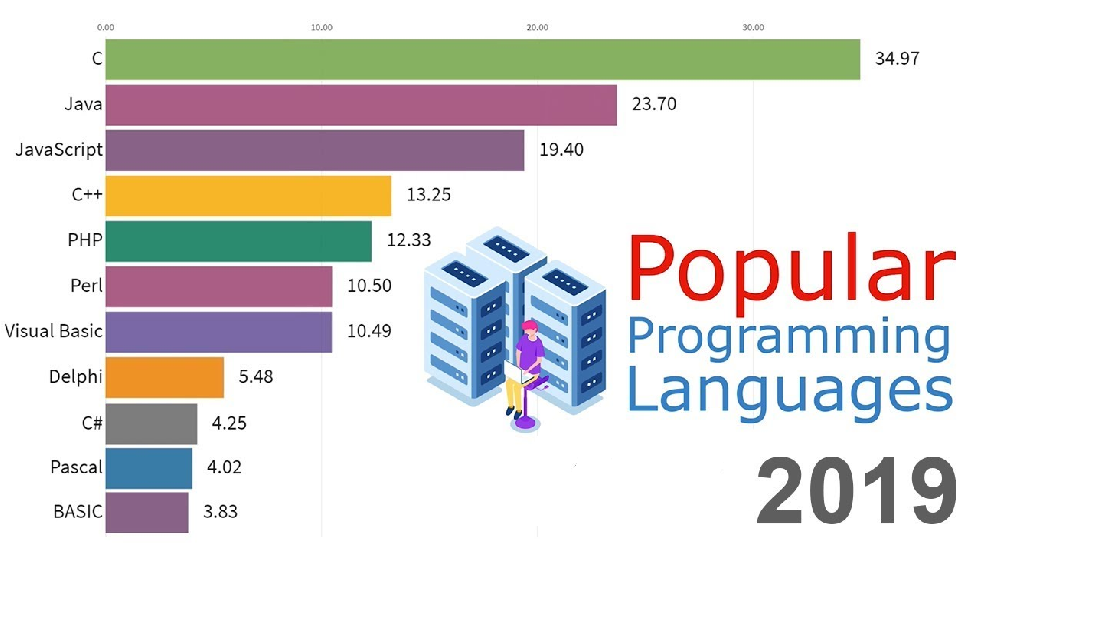 0.00 10.00 20.00 30.00
C 34.97
Java 23.70
JavaScript 19.40
C++ 13.25
PHP 12.33
Perl 10.50
Visual Basic 10.49
Delphi 5.48
C# 4.25
Pascal 4.02
BASIC 3.83
Popular
Programming
Languages
2019